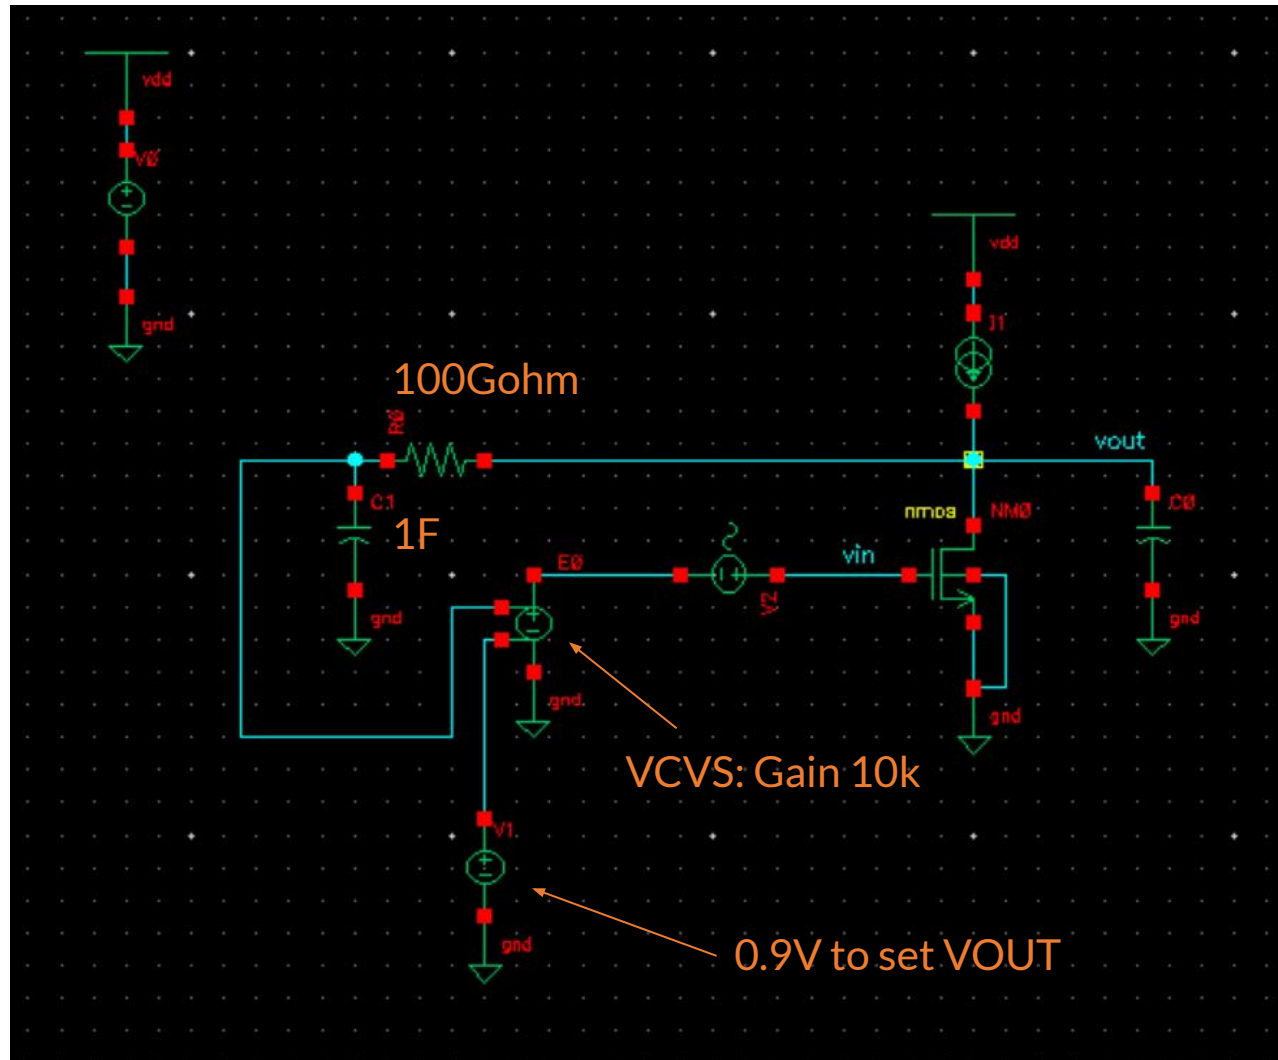 vdd
V0
gnd
vdd
I1
100Gohm
R0
vout
C1
1F
nmos
NM0
C0
E0
vin
V2
gnd
gnd
gnd
gnd
VCVS: Gain 10k
V1
0.9V to set VOUT
gnd